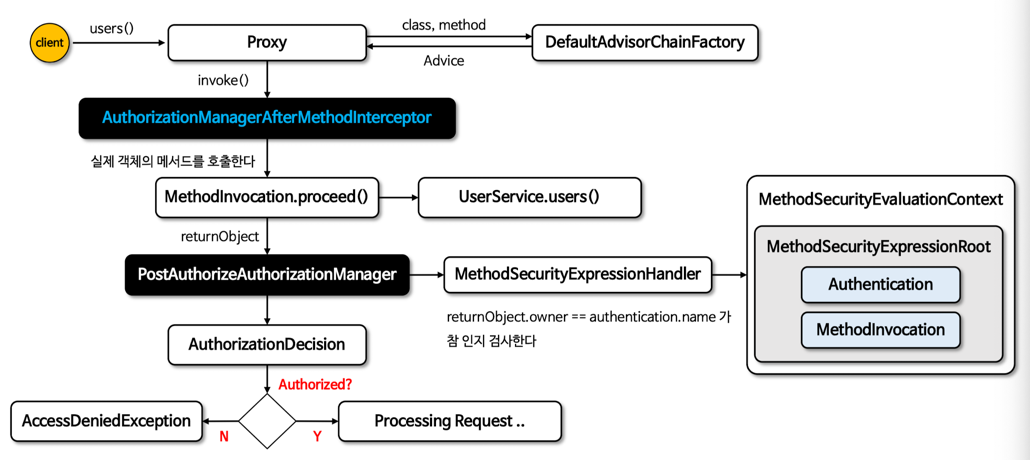 client
users()
Proxy
class, method
Advice
DefaultAdvisorChainFactory
invoke()
AuthorizationManagerAfterMethodInterceptor
실제 객체의 메서드를 호출한다
MethodInvocation.proceed()
UserService.users()
returnObject
PostAuthorizeAuthorizationManager
MethodSecurityExpressionHandler
MethodSecurityEvaluationContext
MethodSecurityExpressionRoot
Authentication
MethodInvocation
returnObject.owner == authentication.name 가
참 인지 검사한다
AuthorizationDecision
Authorized?
AccessDeniedException
N
Y
Processing Request ..